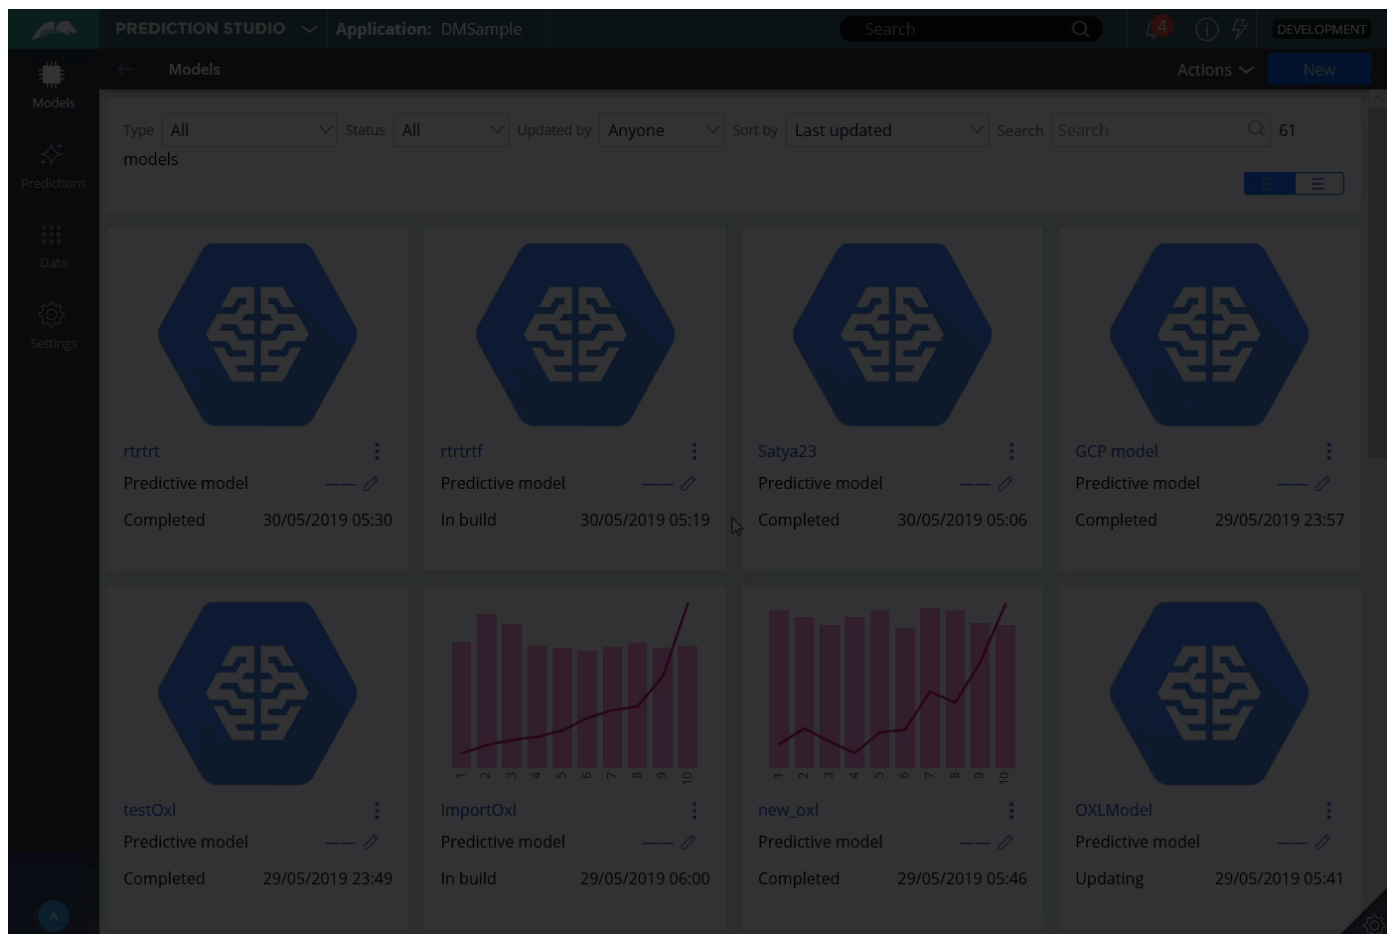 PREDICTION STUDIO Application: DMSample Search 4 DEVELOPMENT
Models Actions New
Models
Predictions
Data
Settings
Type All Status All Updated by Anyone Sort by Last updated Search Search 61
models
rtrtrt
Predictive model
Completed 30/05/2019 05:30
rtrtrtf
Predictive model
In build 30/05/2019 05:19
Satya23
Predictive model
Completed 30/05/2019 05:06
GCP model
Predictive model
Completed 29/05/2019 23:57
testOxl
Predictive model
Completed 29/05/2019 23:49
1 2 3 4 5 6 7 8 9 10
ImportOxl
Predictive model
In build 29/05/2019 06:00
1 2 3 4 5 6 7 8 9 10
new_oxl
Predictive model
Completed 29/05/2019 05:46
OXLModel
Predictive model
Updating 29/05/2019 05:41
A